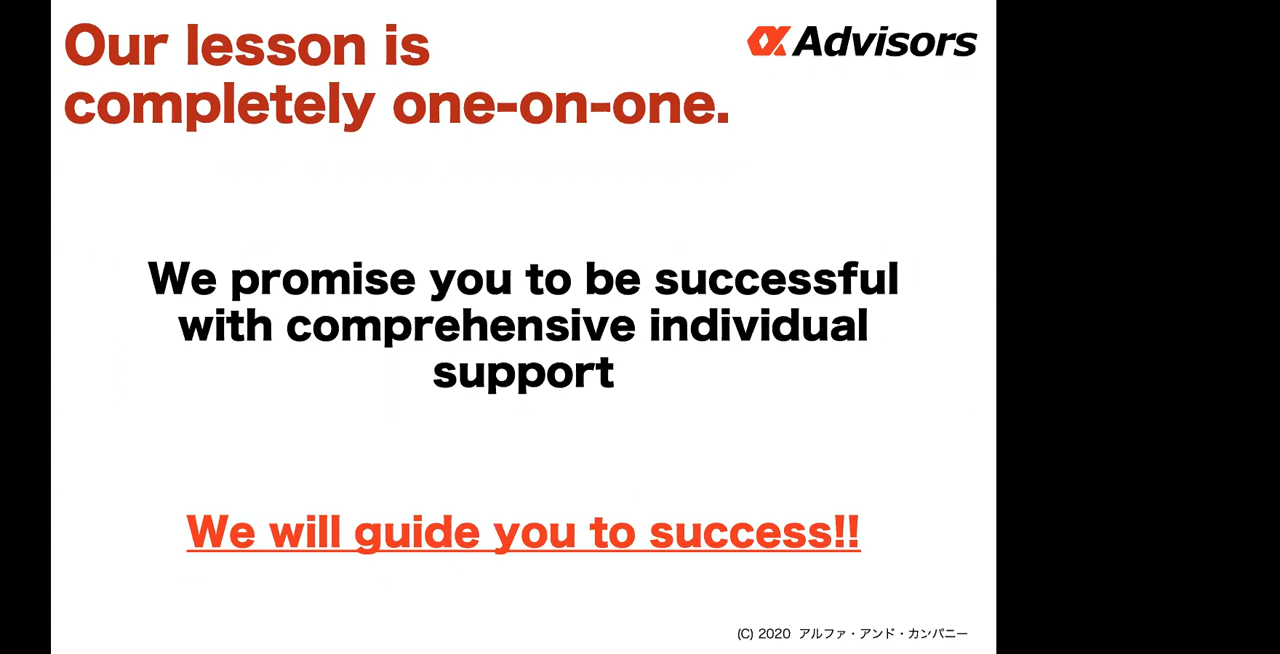 Our lesson is
completely one-on-one.
Advisors
We promise you to be successful
with comprehensive individual
support
We will guide you to success!!
(C) 2020 アルファ・アンド・カンパニー